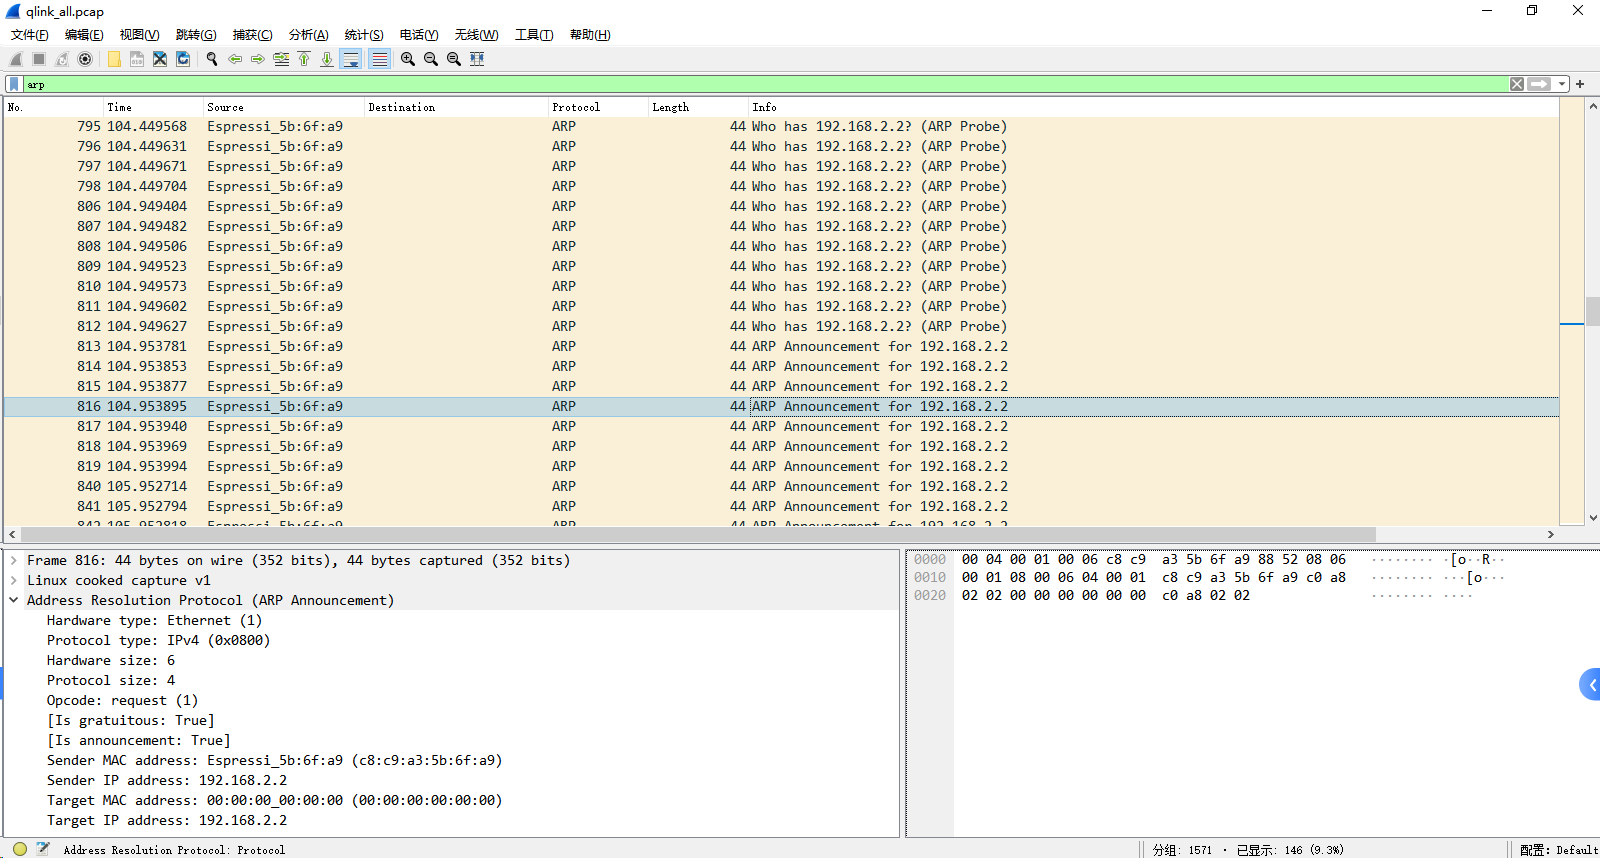 qlink_all.pcap
文件(F) 编辑(E) 视图(V) 跳转(G) 捕获(C) 分析(A) 统计(S) 电话(Y) 无线(W) 工具(T) 帮助(H)
arp
No. Time Source Destination Protocol Length Info
795 104.449568 Espressi_5b:6f:a9 ARP 44 Who has 192.168.2.2? (ARP Probe)
796 104.449631 Espressi_5b:6f:a9 ARP 44 Who has 192.168.2.2? (ARP Probe)
797 104.449671 Espressi_5b:6f:a9 ARP 44 Who has 192.168.2.2? (ARP Probe)
798 104.449704 Espressi_5b:6f:a9 ARP 44 Who has 192.168.2.2? (ARP Probe)
806 104.949404 Espressi_5b:6f:a9 ARP 44 Who has 192.168.2.2? (ARP Probe)
807 104.949482 Espressi_5b:6f:a9 ARP 44 Who has 192.168.2.2? (ARP Probe)
808 104.949506 Espressi_5b:6f:a9 ARP 44 Who has 192.168.2.2? (ARP Probe)
809 104.949523 Espressi_5b:6f:a9 ARP 44 Who has 192.168.2.2? (ARP Probe)
810 104.949573 Espressi_5b:6f:a9 ARP 44 Who has 192.168.2.2? (ARP Probe)
811 104.949602 Espressi_5b:6f:a9 ARP 44 Who has 192.168.2.2? (ARP Probe)
812 104.949627 Espressi_5b:6f:a9 ARP 44 Who has 192.168.2.2? (ARP Probe)
813 104.953781 Espressi_5b:6f:a9 ARP 44 ARP Announcement for 192.168.2.2
814 104.953853 Espressi_5b:6f:a9 ARP 44 ARP Announcement for 192.168.2.2
815 104.953877 Espressi_5b:6f:a9 ARP 44 ARP Announcement for 192.168.2.2
816 104.953895 Espressi_5b:6f:a9 ARP 44 ARP Announcement for 192.168.2.2
817 104.953940 Espressi_5b:6f:a9 ARP 44 ARP Announcement for 192.168.2.2
818 104.953969 Espressi_5b:6f:a9 ARP 44 ARP Announcement for 192.168.2.2
819 104.953994 Espressi_5b:6f:a9 ARP 44 ARP Announcement for 192.168.2.2
840 105.952714 Espressi_5b:6f:a9 ARP 44 ARP Announcement for 192.168.2.2
841 105.952794 Espressi_5b:6f:a9 ARP 44 ARP Announcement for 192.168.2.2
842 105.952818 Espressi_5b:6f:a9 ARP 44 ARP Announcement for 192.168.2.2
Frame 816: 44 bytes on wire (352 bits), 44 bytes captured (352 bits)
Linux cooked capture v1
Address Resolution Protocol (ARP Announcement)
Hardware type: Ethernet (1)
Protocol type: IPv4 (0x0800)
Hardware size: 6
Protocol size: 4
Opcode: request (1)
[Is gratuitous: True]
[Is announcement: True]
Sender MAC address: Espressi_5b:6f:a9 (c8:c9:a3:5b:6f:a9)
Sender IP address: 192.168.2.2
Target MAC address: 00:00:00_00:00:00 (00:00:00:00:00:00)
Target IP address: 192.168.2.2
0000 00 04 00 01 00 06 c8 c9 a3 5b 6f a9 88 52 08 06 ········ ·[o··R··
0010 00 01 08 00 06 04 00 01 c8 c9 a3 5b 6f a9 c0 a8 ········ ···[o···
0020 02 02 00 00 00 00 00 00 c0 a8 02 02 ········ ····
Address Resolution Protocol: Protocol
分组: 1571 · 已显示: 146 (9.3%)
配置: Default